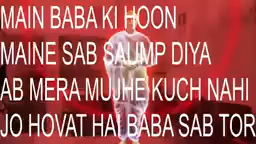 MAIN BABA KI HOON
MAINE SAB SAUMP DIYA
AB MERA MUJHE KUCH NAHI
JO HOVAT HAI BABA SAB TOR